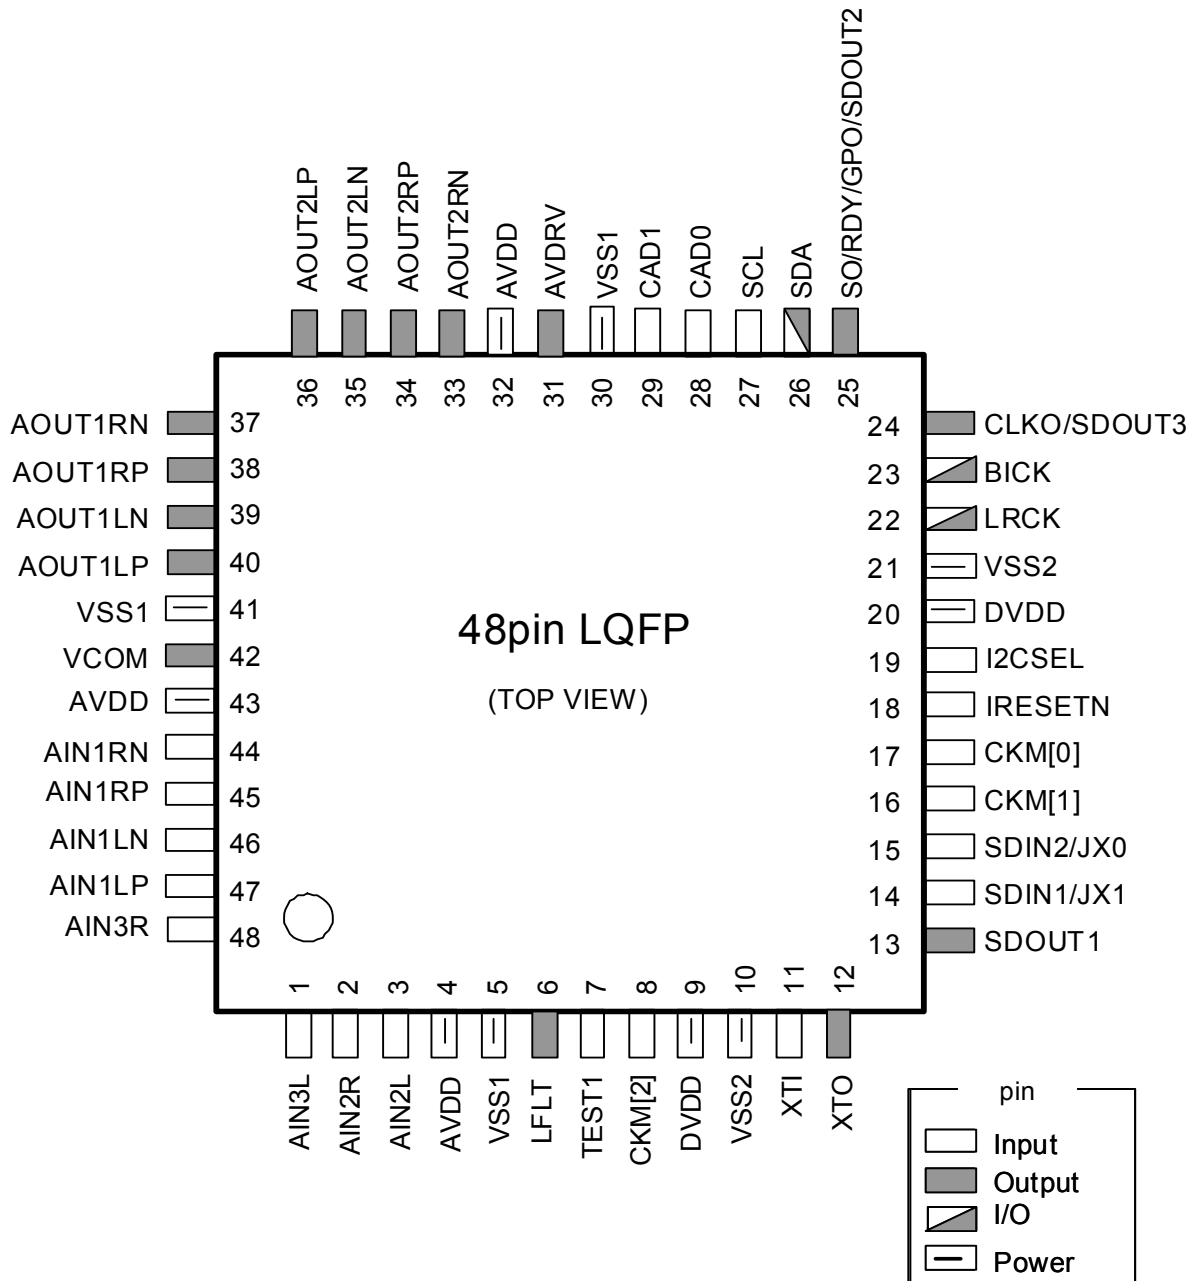 AOUT2LP
AOUT2LN
AOUT2RP
AOUT2RN
AVDD
AVDRV
VSS1
CAD1
CAD0
SCL
SDA
SO/RDY/GPO/SDOUT2
36
35
34
33
32
31
30
29
28
27
26
25
AOUT1RN 37
AOUT1RP 38
AOUT1LN 39
AOUT1LP 40
VSS1 41
VCOM 42
AVDD 43
AIN1RN 44
AIN1RP 45
AIN1LN 46
AIN1LP 47
AIN3R 48
48pin LQFP
(TOP VIEW)
24 CLKO/SDOUT3
23 BICK
22 LRCK
21 VSS2
20 DVDD
19 I2CSEL
18 IRESETN
17 CKM[0]
16 CKM[1]
15 SDIN2/JX0
14 SDIN1/JX1
13 SDOUT1
1
2
3
4
5
6
7
8
9
10
11
12
AIN3L
AIN2R
AIN2L
AVDD
VSS1
LFLT
TEST1
CKM[2]
DVDD
VSS2
XTI
XTO
pin
Input
Output
I/O
Power